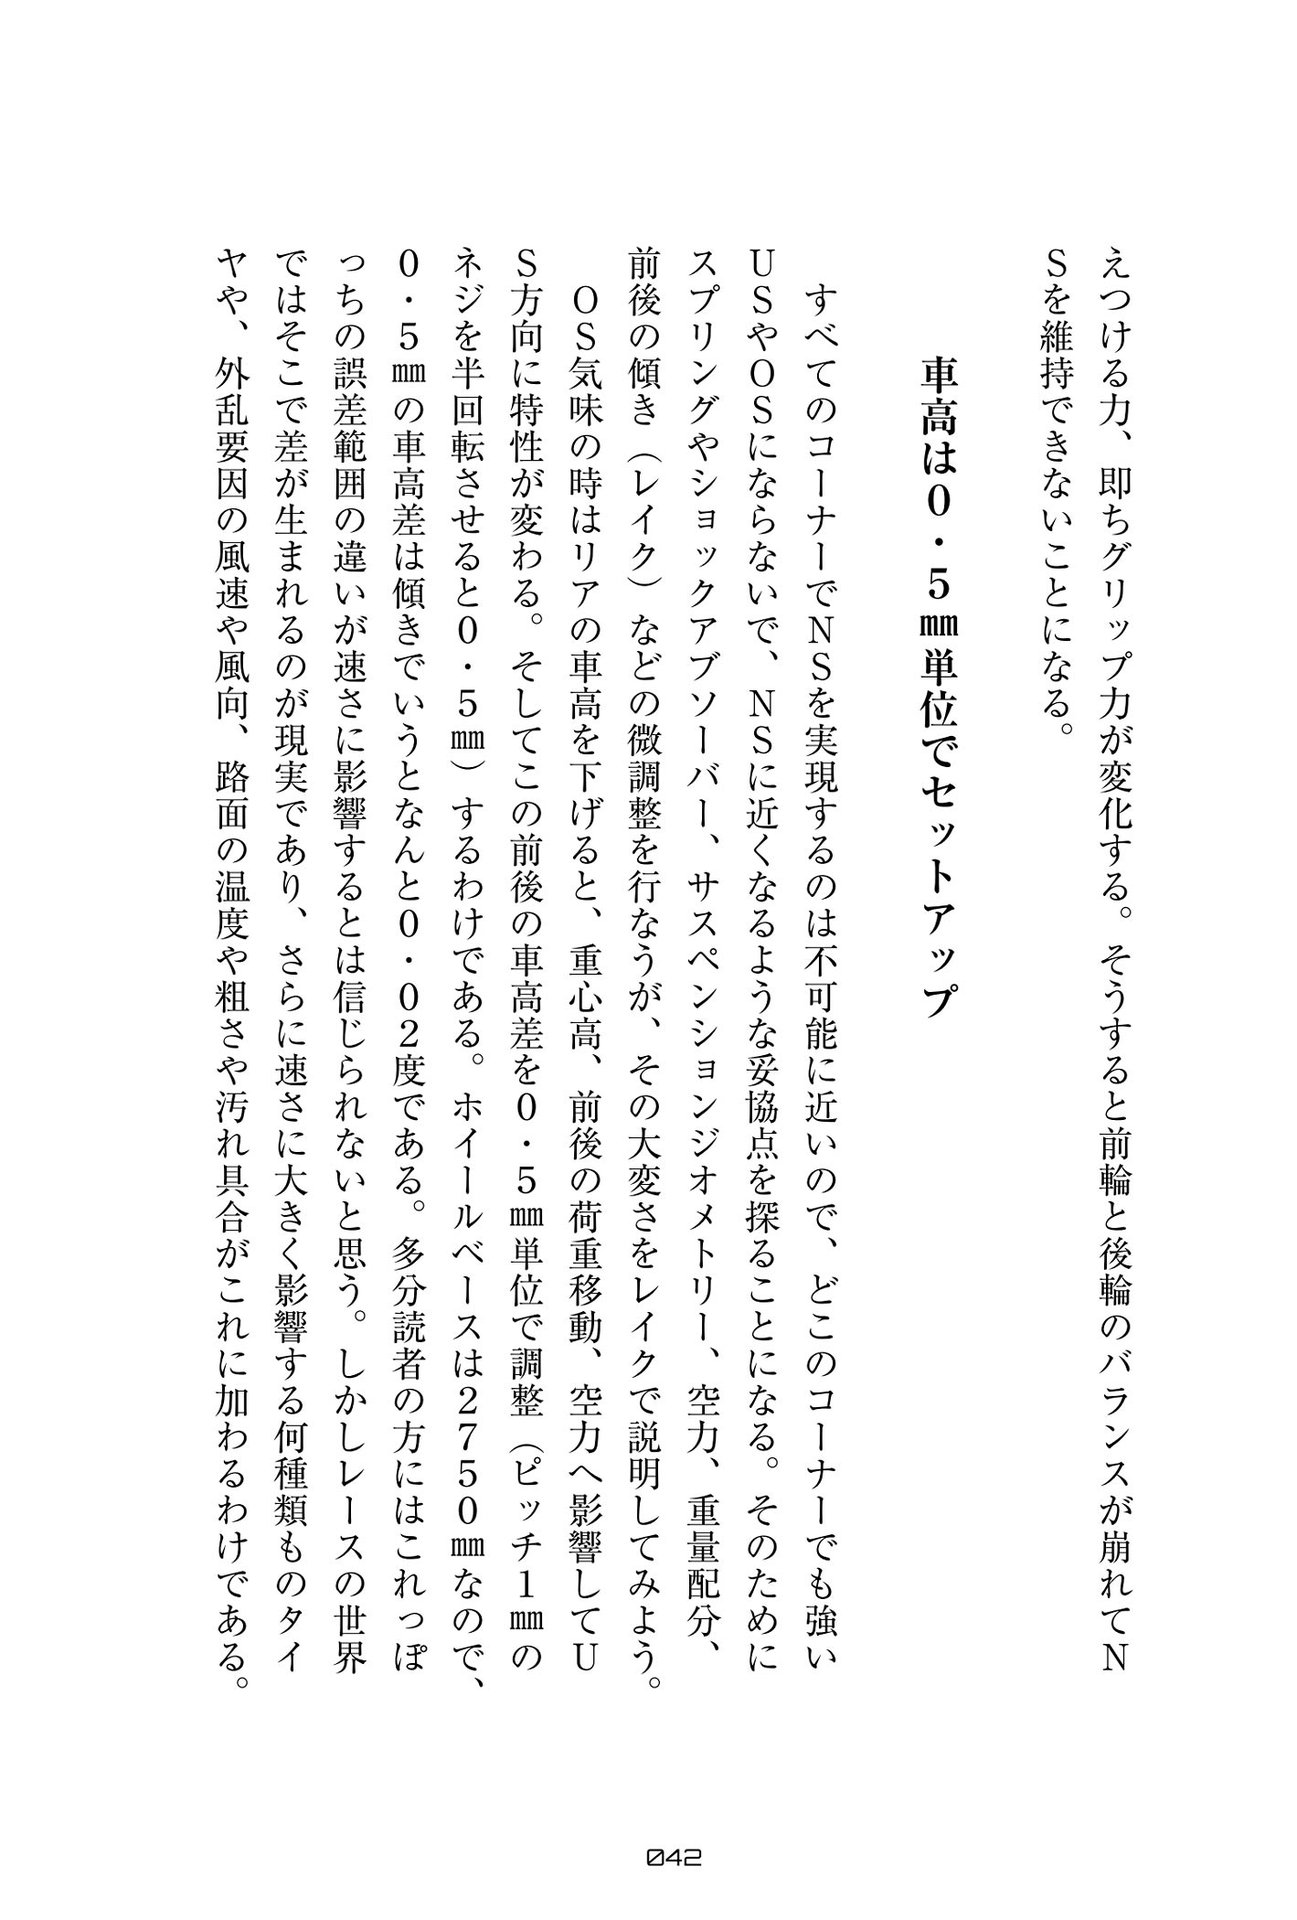 えつける力、即ちグリップ力が変化する。そうすると前輪と後輪のバランスが崩れてN
Sを維持できないことになる。
車高は0・5㎜単位でセットアップ
すべてのコーナーでNSを実現するのは不可能に近いので、どこのコーナーでも強い
USやOSにならないで、NSに近くなるような妥協点を探ることになる。そのために
スプリングやショックアブソーバー、サスペンションジオメトリー、空力、重量配分、
前後の傾き（レイク）などの微調整を行なうが、その大変さをレイクで説明してみよう。
OS気味の時はリアの車高を下げると、重心高、前後の荷重移動、空力へ影響してU
S方向に特性が変わる。そしてこの前後の車高差を0・5㎜単位で調整（ピッチ1㎜の
ネジを半回転させると0・5㎜）するわけである。ホイールベースは2750㎜なので、
0・5㎜の車高差は傾きでいうとなんと0・02度である。多分読者の方にはこれっぽ
っちの誤差範囲の違いが速さに影響するとは信じられないと思う。しかしレースの世界
ではそこで差が生まれるのが現実であり、さらに速さに大きく影響する何種類ものタイ
ヤや、外乱要因の風速や風向、路面の温度や粗さや汚れ具合がこれに加わるわけである。
042